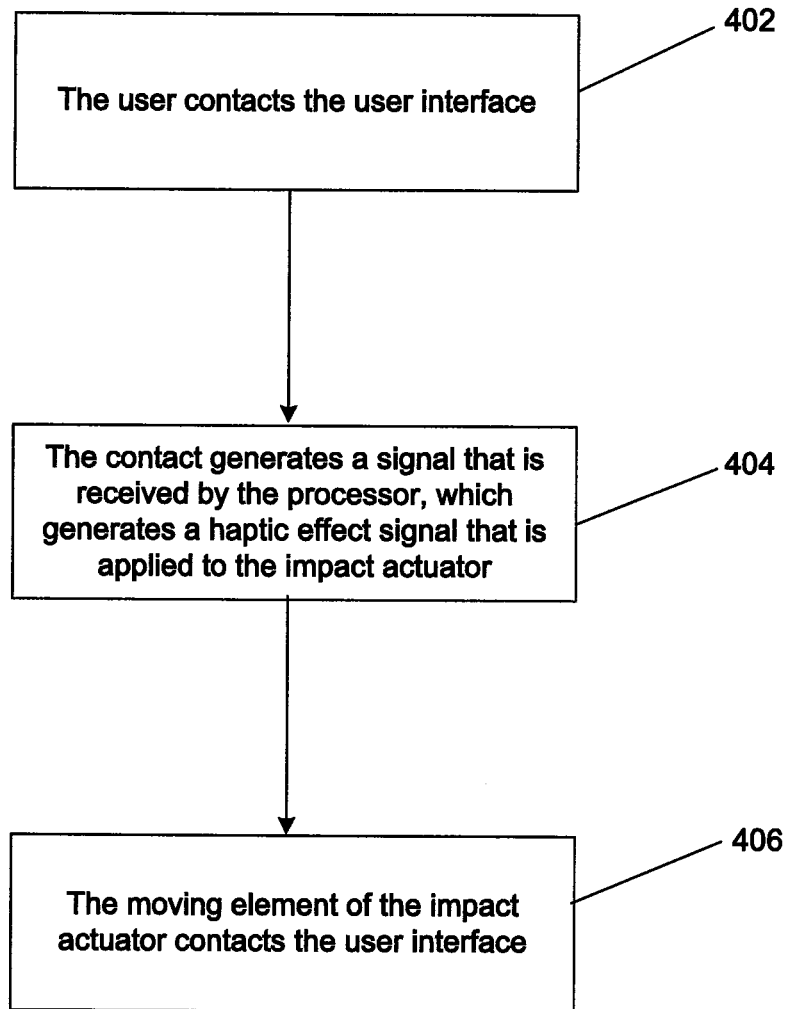 402
The user contacts the user interface
The contact generates a signal that is
received by the processor, which
generates a haptic effect signal that is
applied to the impact actuator
404
The moving element of the impact
actuator contacts the user interface
406